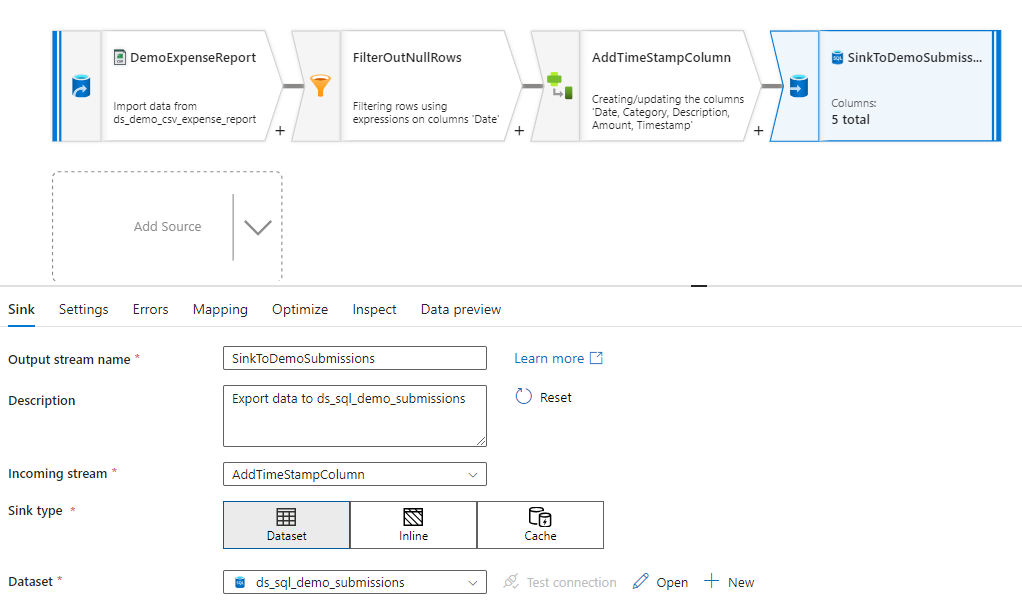 DemoExpenseReport
Import data from
ds_demo_csv_expense_report
+
FilterOutNullRows
Filtering rows using
expressions on columns 'Date'
+
AddTimeStampColumn
Creating/updating the columns
'Date, Category, Description,
Amount, Timestamp'
+
SQL
SinkToDemoSubmiss...
Columns:
5 total
Add Source
Sink Settings Errors Mapping Optimize Inspect Data preview
Output stream name * SinkToDemoSubmissions Learn more
Description Export data to ds_sql_demo_submissions Reset
Incoming stream * AddTimeStampColumn
Sink type *
Dataset Inline Cache
Dataset * SQL ds_sql_demo_submissions Test connection Open + New